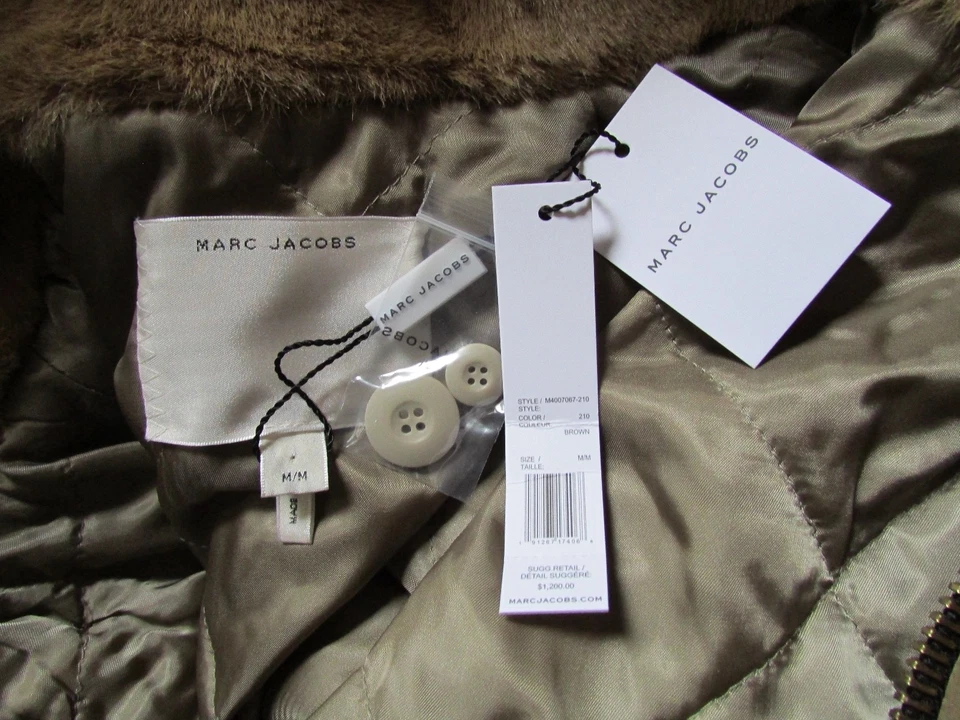 MARC JACOBS
MARC JACOBS
MARC JACOBS
M/M
MADE
MARC JACOBS
STYLE / M4007087-210
STYLE:
COLOR / 210
COULEUR
BROWN
SIZE / M/M
TAILLE:
SUGG.RETAIL /
DÉTAIL SUGGÉRÉ:
$1,200.00
MARCJACOBS.COM